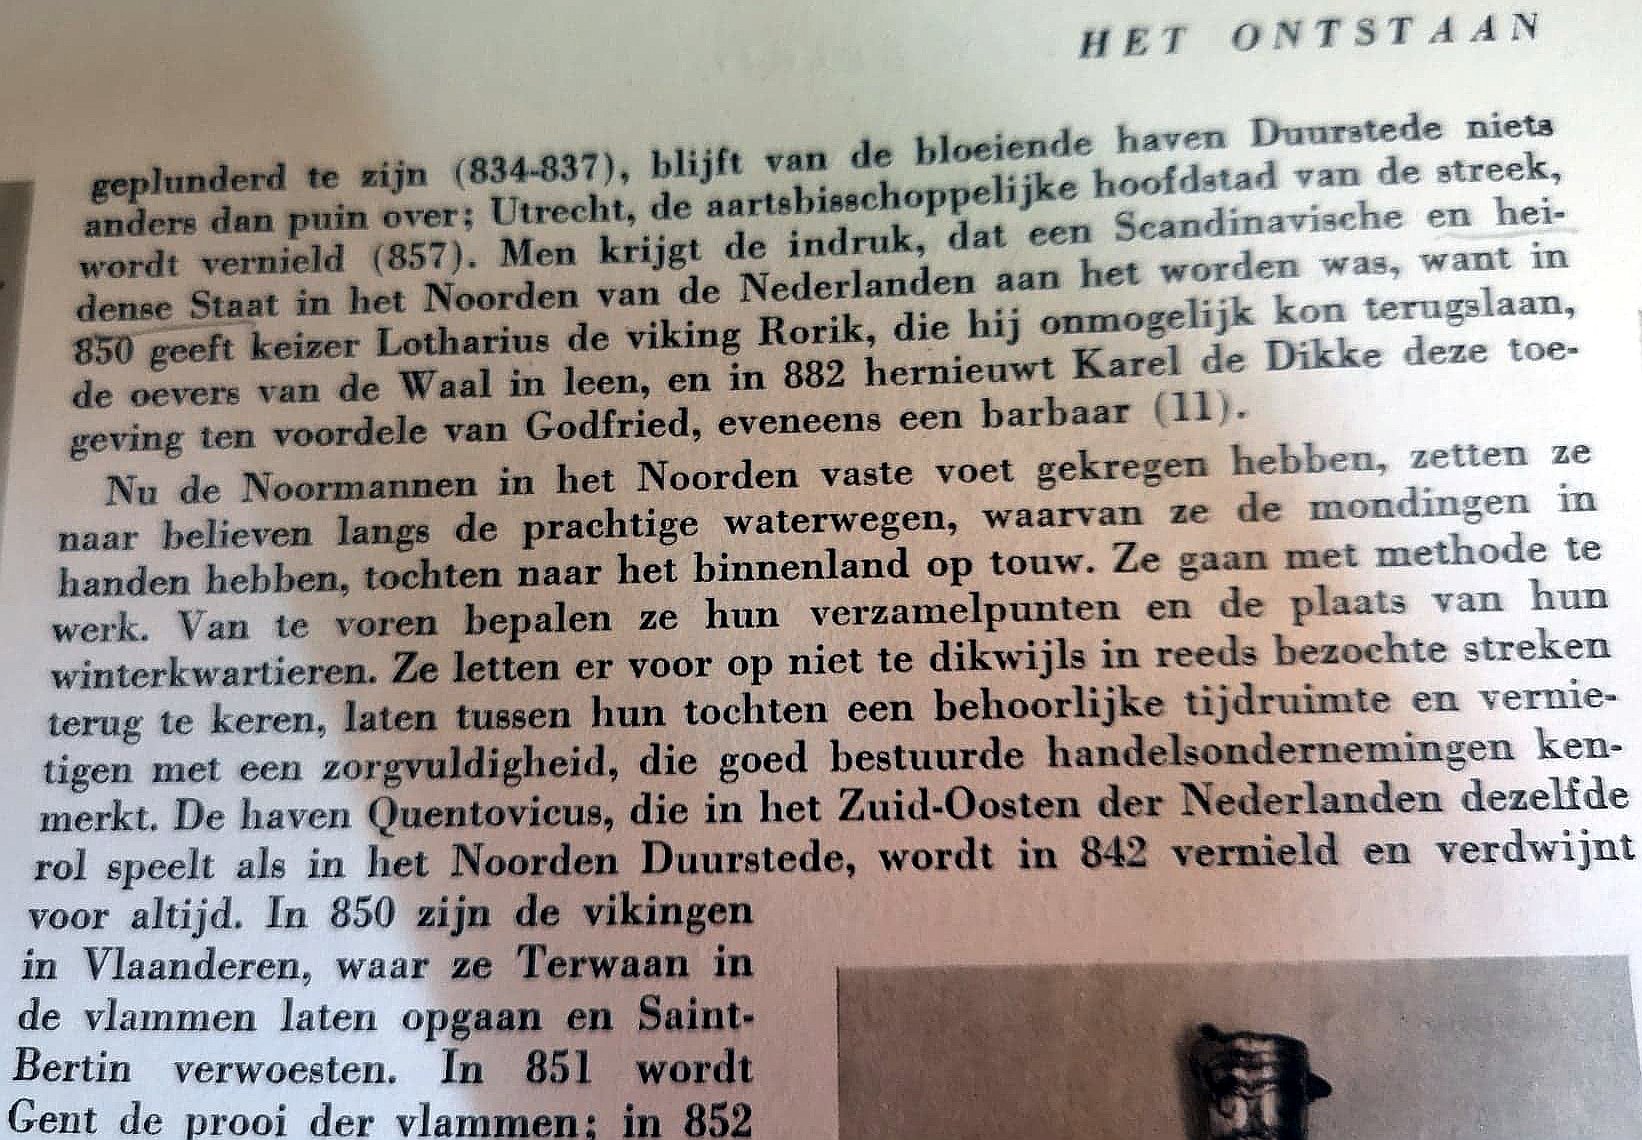 HET ONTSTAAN
geplunderd te zijn (834-837), blijft van de bloeiende haven Duurstede niets
anders dan puin over; Utrecht, de aartsbisschoppelijke hoofdstad van de streek,
wordt vernield (857). Men krijgt de indruk, dat een Scandinavische en hei-
dense Staat in het Noorden van de Nederlanden aan het worden was, want in
850 geeft keizer Lotharius de viking Rorik, die hij onmogelijk kon terugslaan,
de oevers van de Waal in leen, en in 882 hernieuwt Karel de Dikke deze toe-
geving ten voordele van Godfried, eveneens een barbaar (11).
Nu de Noormannen in het Noorden vaste voet gekregen hebben, zetten ze
naar believen langs de prachtige waterwegen, waarvan ze de mondingen in
handen hebben, tochten naar het binnenland op touw. Ze gaan met methode te
werk. Van te voren bepalen ze hun verzamelpunten en de plaats van hun
winterkwartieren. Ze letten er voor op niet te dikwijls in reeds bezochte streken
terug te keren, laten tussen hun tochten een behoorlijke tijdruimte en vernie-
tigen met een zorgvuldigheid, die goed bestuurde handelsondernemingen ken-
merkt. De haven Quentovicus, die in het Zuid-Oosten der Nederlanden dezelfde
rol speelt als in het Noorden Duurstede, wordt in 842 vernield en verdwijnt
voor altijd. In 850 zijn de vikingen
in Vlaanderen, waar ze Terwaan in
de vlammen laten opgaan en Saint-
Bertin verwoesten. In 851 wordt
Gent de prooi der vlammen; in 852